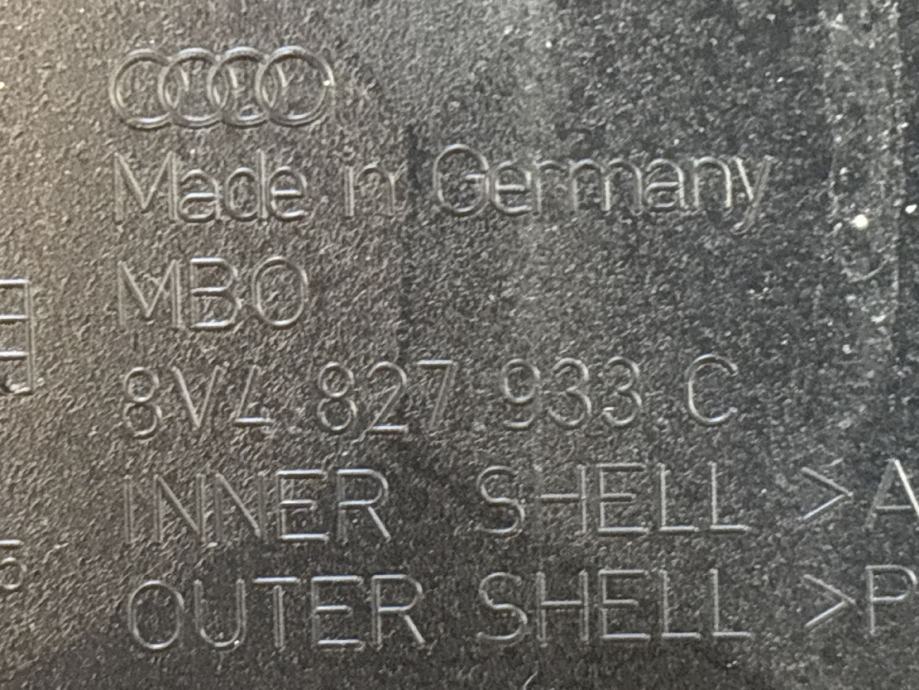 Made in Germany
MBO
8V4 827 933 C
INNER SHELL >A
OUTER SHELL >P